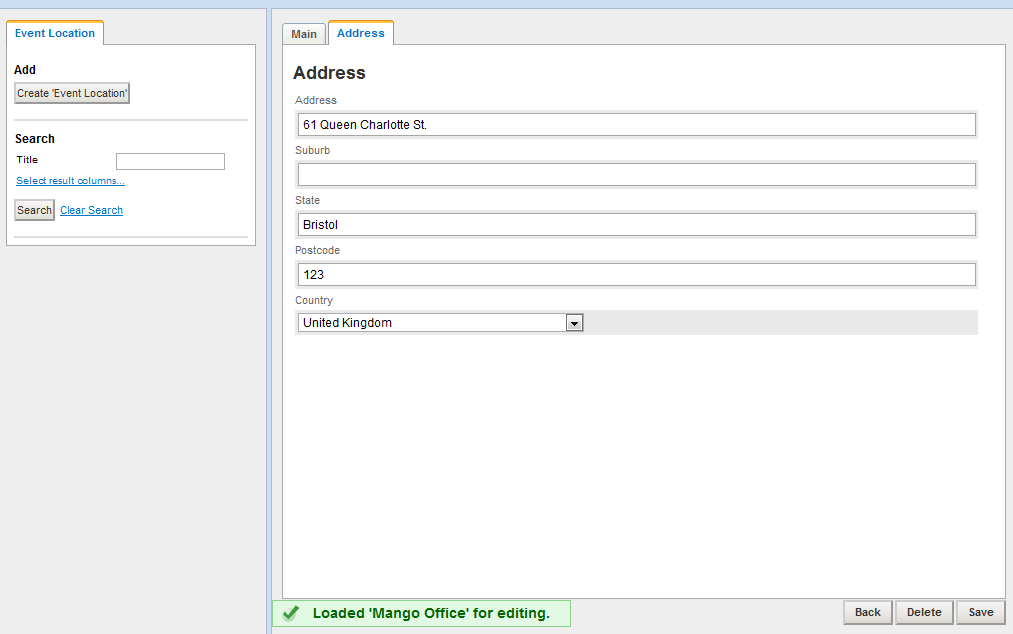 Event Location
Add
Create 'Event Location'
Search
Title
Select result columns...
Search Clear Search
Main Address
Address
Address
61 Queen Charlotte St.
Suburb
State
Bristol
Postcode
123
Country
United Kingdom
Loaded 'Mango Office' for editing.
Back Delete Save